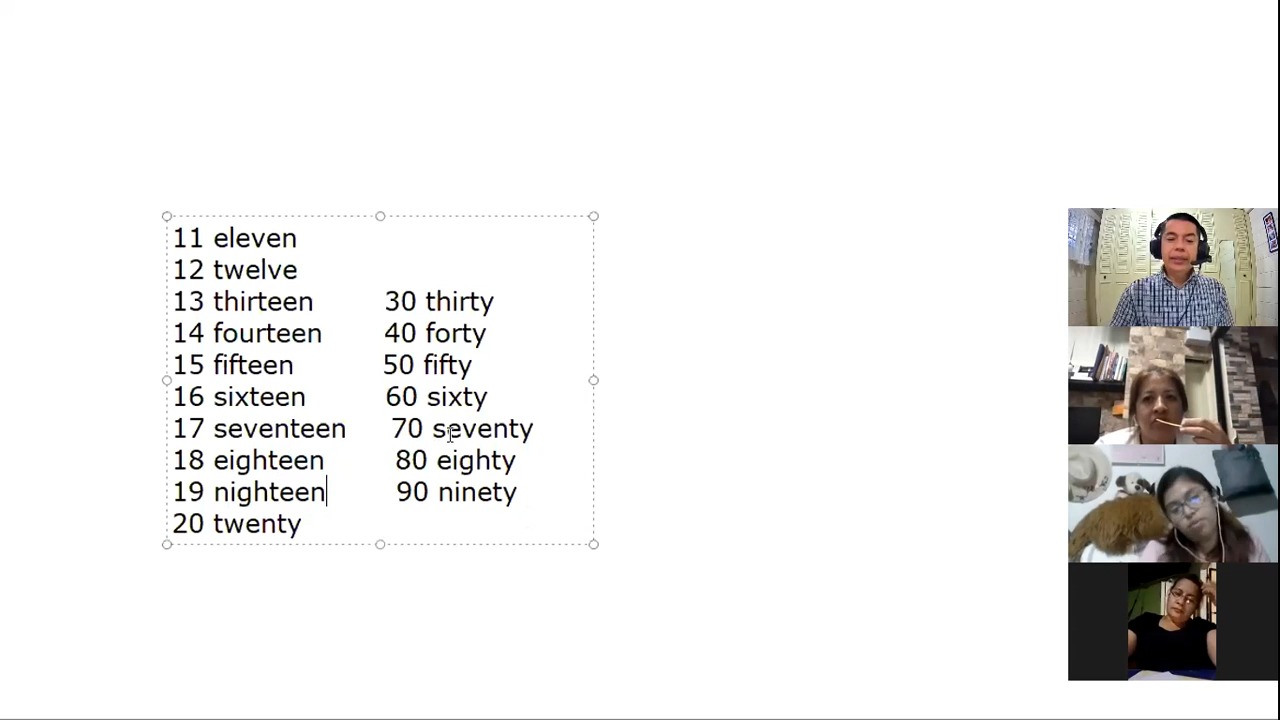 11 eleven
12 twelve
13 thirteen 30 thirty
14 fourteen 40 forty
15 fifteen 50 fifty
16 sixteen 60 sixty
17 seventeen 70 seventy
18 eighteen 80 eighty
19 nighteen 90 ninety
20 twenty